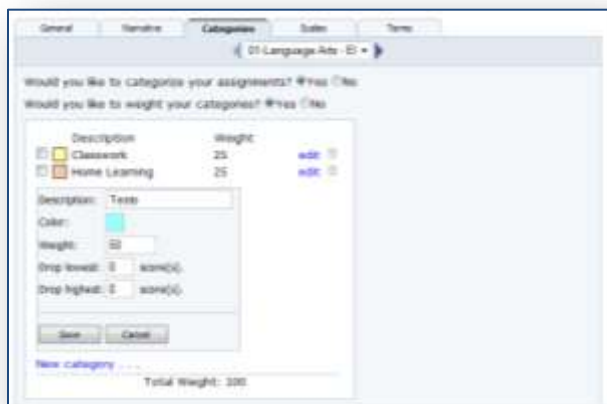 General Narrative Categories Scales Terms
01-Language Arts - El
Would you like to categorize your assignments? Yes No
Would you like to weight your categories? Yes No
Description Weight
Classwork 25 edit
Home Learning 25 edit
Description: Tests
Color:
Weight: 50
Drop lowest: 0 score(s).
Drop highest: 0 score(s).
Save Cancel
New category . . .
Total Weight: 100